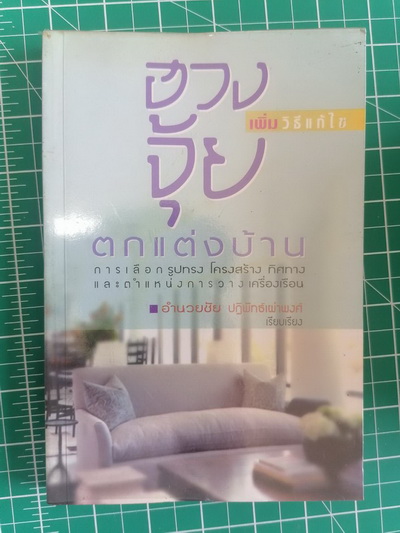 ฮวง
จุ้ย
เพิ่มวิธีแก้ไข
ตกแต่งบ้าน
การเลือก รูปทรง โครงสร้าง ทิศทาง
และตำแหน่งการวาง เครื่องเรือน
อำนวยชัย ปฏิพัทธ์เผ่าพงศ์
เรียบเรียง